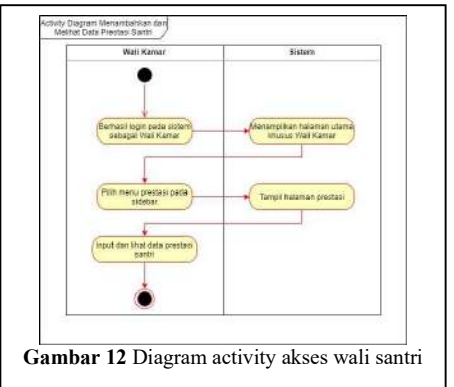 Activity Diagram Menambahkan dan
Melihat Data Prestasi Santri
Wali Kamar
Sistem
Berhasil login pada sistem
sebagai Wali Kamar
Menampilkan halaman utama
khusus Wali Kamar
Pilih menu prestasi pada
sidebar
Tampil halaman prestasi
Input dan lihat data prestasi
santri
Gambar 12 Diagram activity akses wali santri